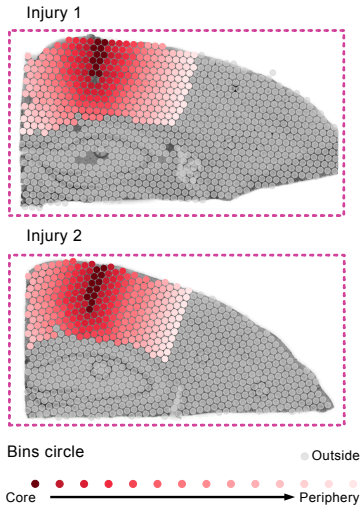 Injury 1
Injury 2
Bins circle
Outside
Core
Periphery